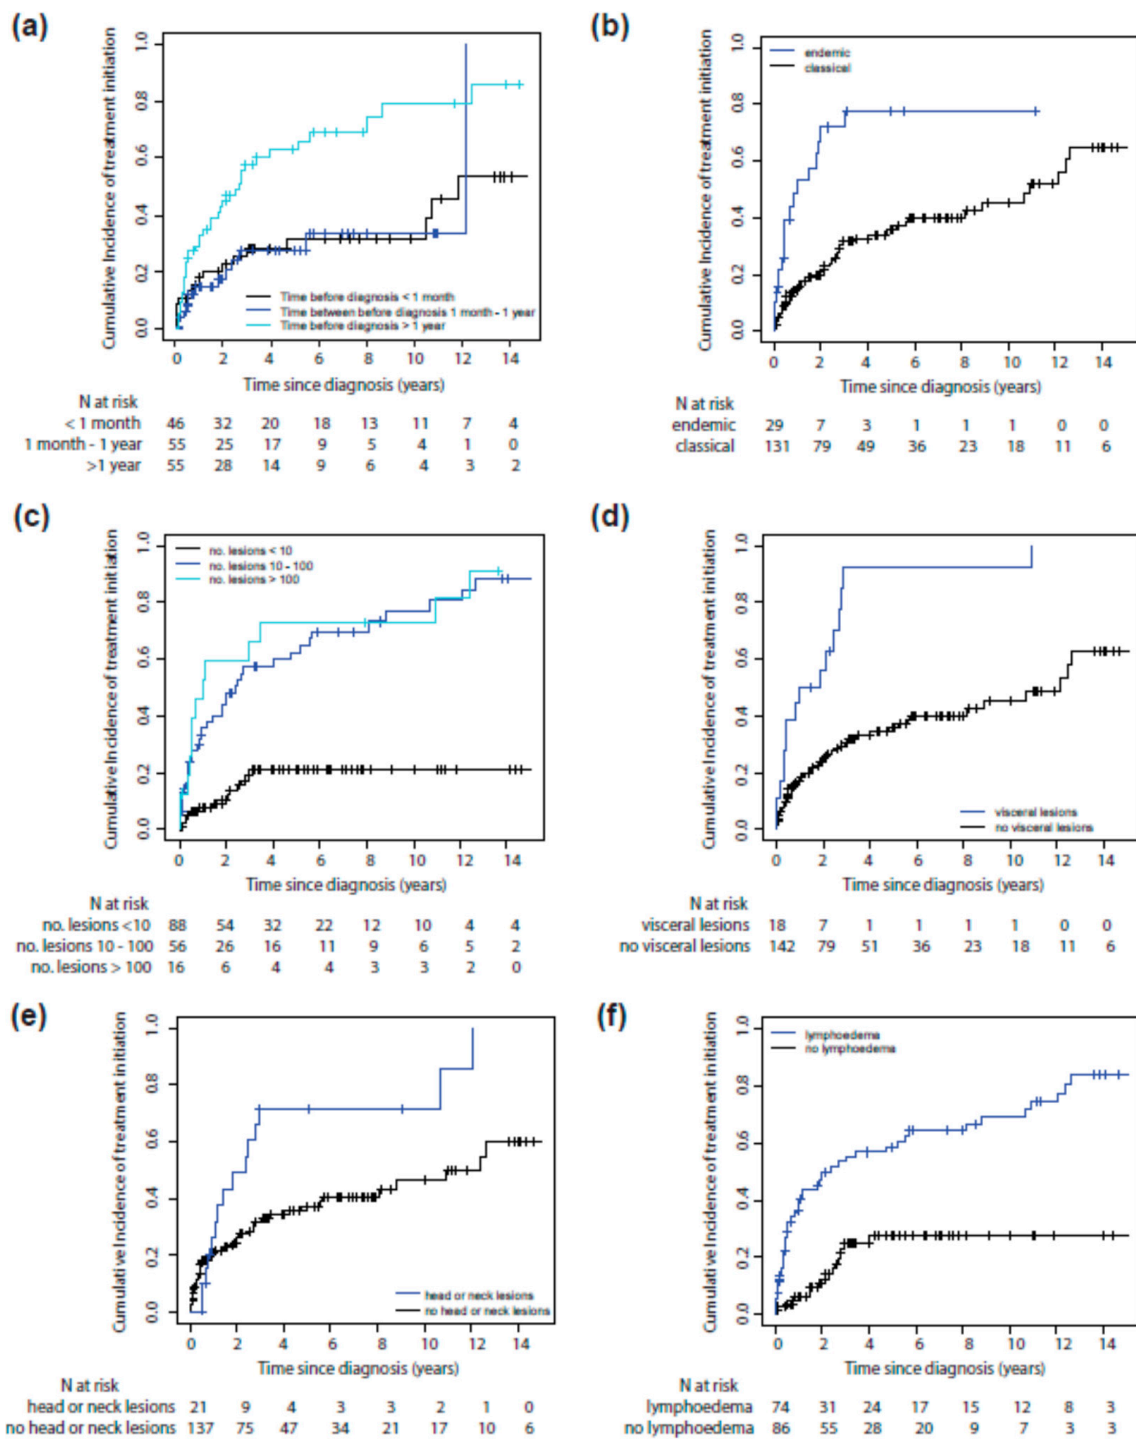 (a)
Cumulative Incidence of treatment initiation
1.0
0.8
0.6
0.4
0.2
0.0
Time before diagnosis < 1 month
Time between before diagnosis 1 month - 1 year
Time before diagnosis > 1 year
0 2 4 6 8 10 12 14
Time since diagnosis (years)
N at risk
< 1 month 46 32 20 18 13 11 7 4
1 month - 1 year 55 25 17 9 5 4 1 0
>1 year 55 28 14 9 6 4 3 2
(b)
Cumulative Incidence of treatment initiation
1.0
0.8
0.6
0.4
0.2
0.0
endemic
classical
0 2 4 6 8 10 12 14
Time since diagnosis (years)
N at risk
endemic 29 7 3 1 1 1 0 0
classical 131 79 49 36 23 18 11 6
(c)
Cumulative Incidence of treatment initiation
1.0
0.8
0.6
0.4
0.2
0.0
no. lesions < 10
no. lesions 10 - 100
no. lesions > 100
0 2 4 6 8 10 12 14
Time since diagnosis (years)
N at risk
no. lesions <10 88 54 32 22 12 10 4 4
no. lesions 10 - 100 56 26 16 11 9 6 5 2
no. lesions > 100 16 6 4 4 3 3 2 0
(d)
Cumulative Incidence of treatment initiation
1.0
0.8
0.6
0.4
0.2
0.0
visceral lesions
no visceral lesions
0 2 4 6 8 10 12 14
Time since diagnosis (years)
N at risk
visceral lesions 18 7 1 1 1 1 0 0
no visceral lesions 142 79 51 36 23 18 11 6
(e)
Cumulative Incidence of treatment initiation
1.0
0.8
0.6
0.4
0.2
0.0
head or neck lesions
no head or neck lesions
0 2 4 6 8 10 12 14
Time since diagnosis (years)
N at risk
head or neck lesions 21 9 4 3 3 2 1 0
no head or neck lesions 137 75 47 34 21 17 10 6
(f)
Cumulative Incidence of treatment initiation
1.0
0.8
0.6
0.4
0.2
0.0
lymphoedema
no lymphoedema
0 2 4 6 8 10 12 14
Time since diagnosis (years)
N at risk
lymphoedema 74 31 24 17 15 12 8 3
no lymphoedema 86 55 28 20 9 7 3 3